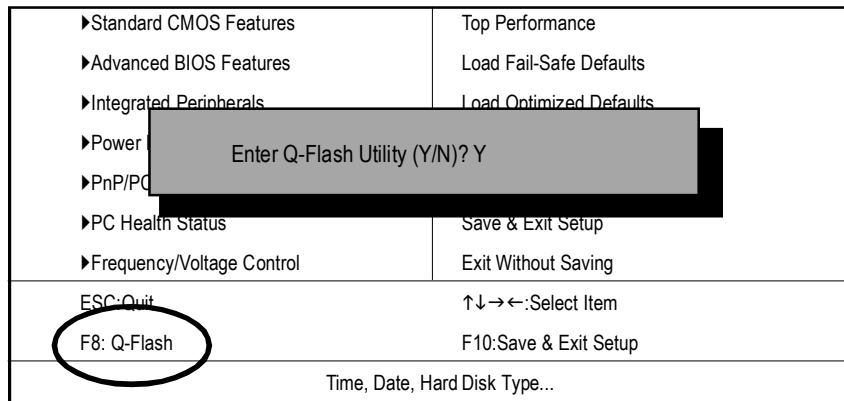 ▶Standard CMOS Features Top Performance
▶Advanced BIOS Features Load Fail-Safe Defaults
▶Integrated Peripherals Load Optimized Defaults
▶Power
Enter Q-Flash Utility (Y/N)? Y
▶PnP/PC
▶PC Health Status Save & Exit Setup
▶Frequency/Voltage Control Exit Without Saving
ESC:Quit ↑↓→←:Select Item
F8: Q-Flash F10:Save & Exit Setup
Time, Date, Hard Disk Type...